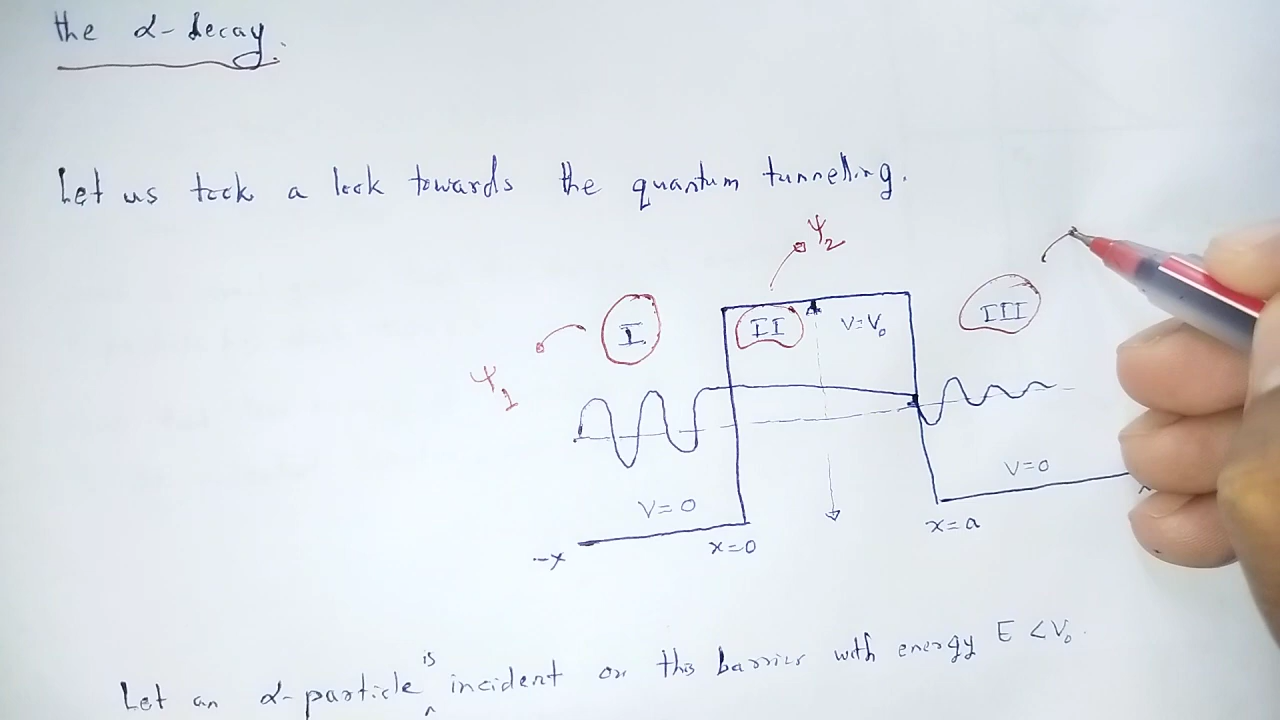 the α-decay.
Let us took a look towards the quantum tunnelling.
ψ₂
I
II
V=V₀
III
ψ₁
V=0
V=0
-x
x=0
x=a
is
Let an α-particle ^ incident on this barrier with energy E <V₀.